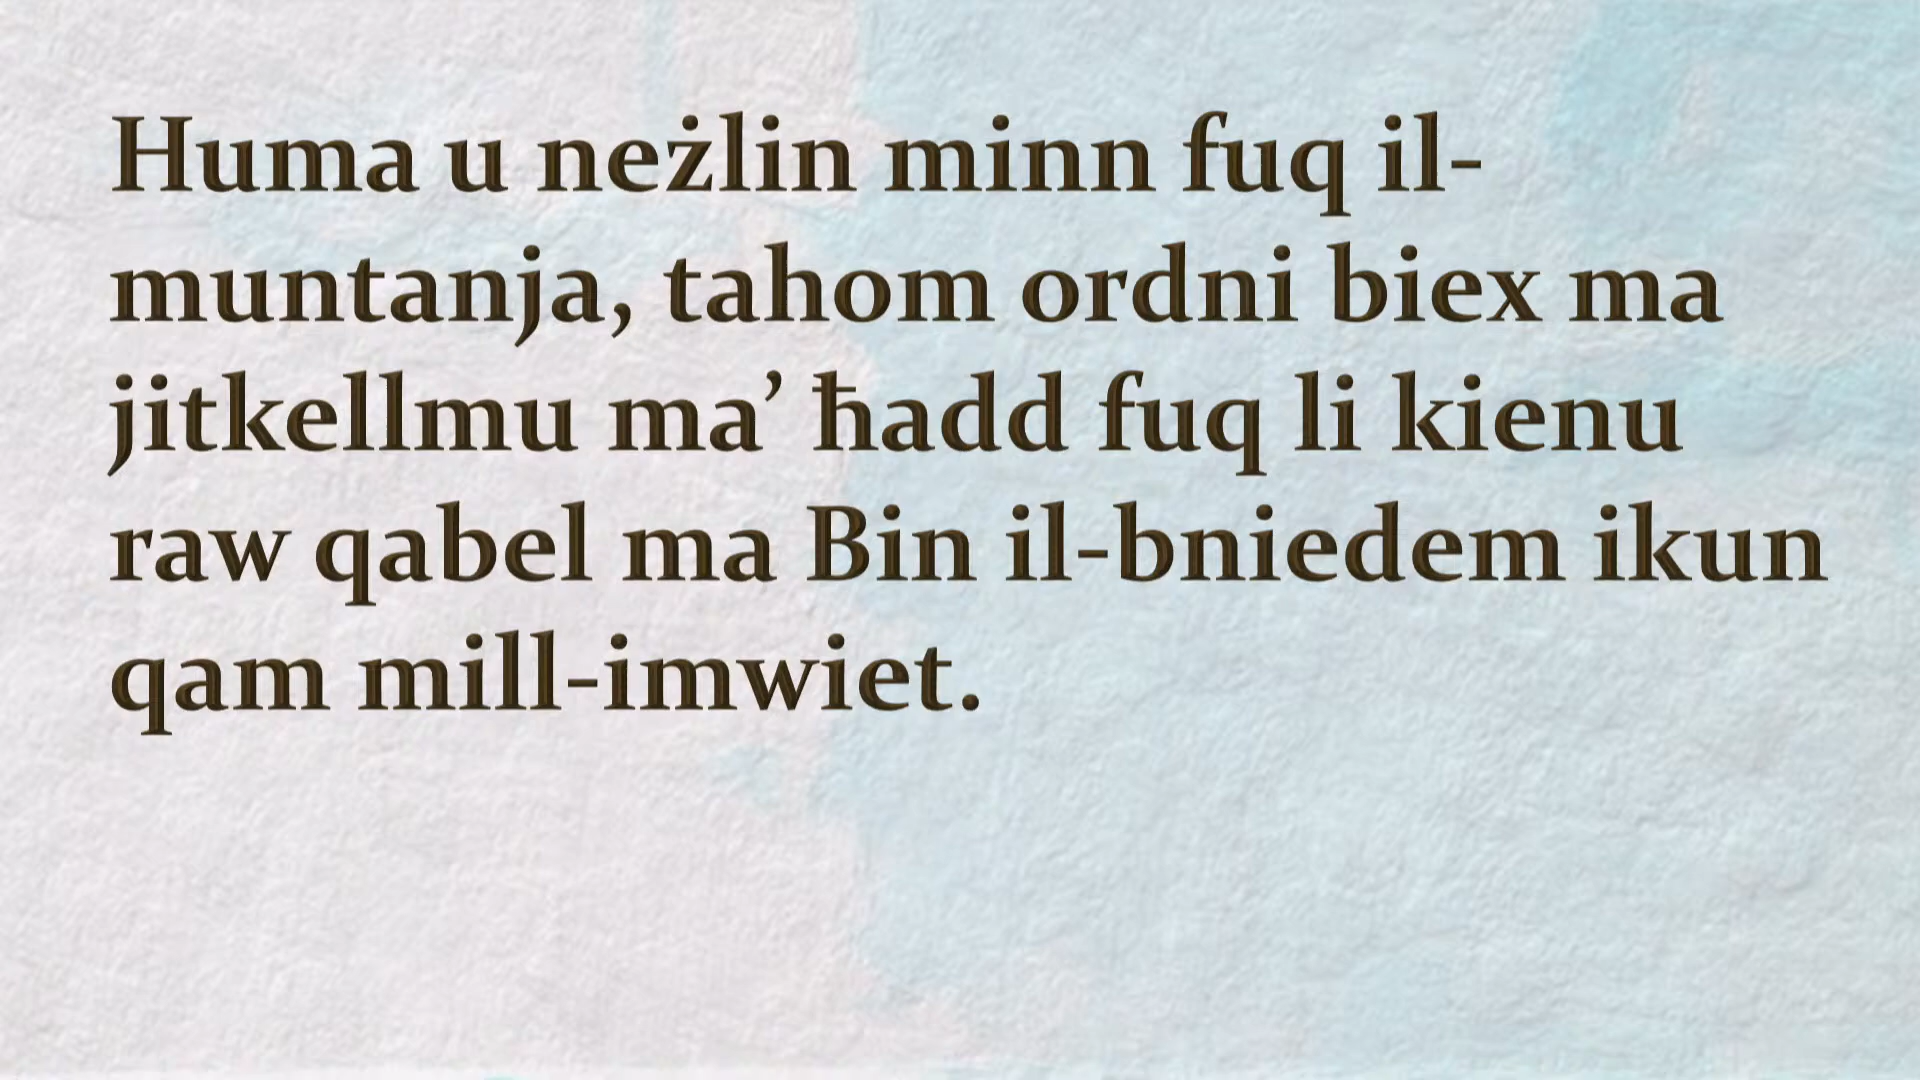 Huma u neżlin minn fuq il-
muntanja, tahom ordni biex ma
jitkellmu ma’ ħadd fuq li kienu
raw qabel ma Bin il-bniedem ikun
qam mill-imwiet.